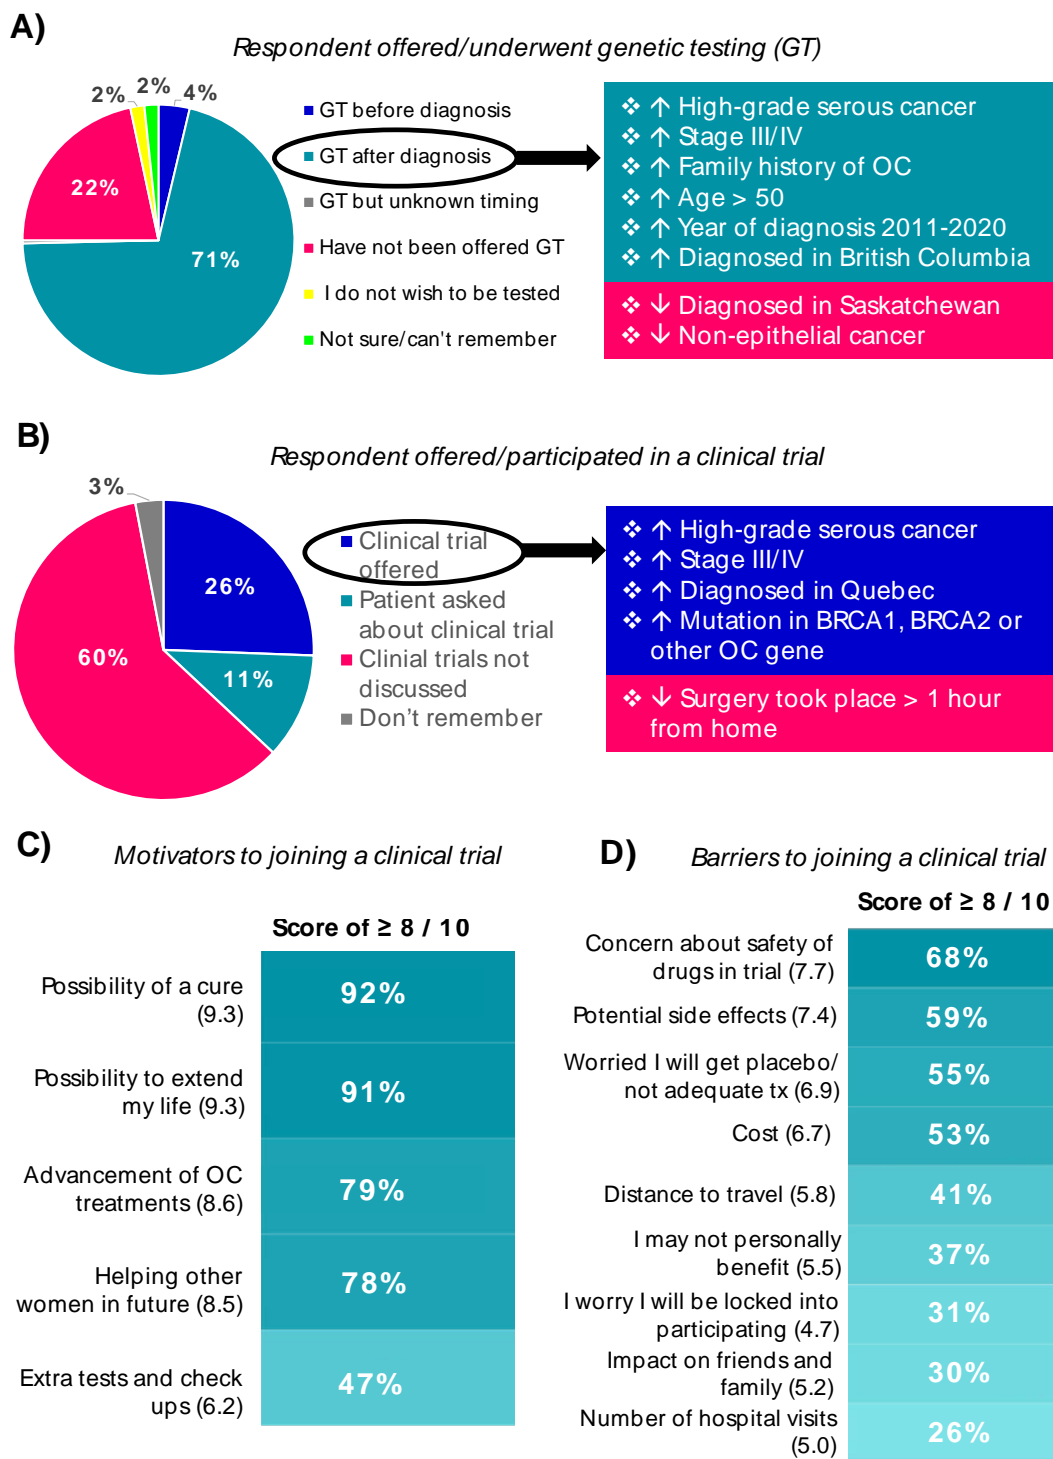 A)
Respondent offered/underwent genetic testing (GT)
2%
2%
4%
22%
71%
GT before diagnosis
GT after diagnosis
GT but unknown timing
Have not been offered GT
I do not wish to be tested
Not sure/can't remember
❖ ↑ High-grade serous cancer
❖ ↑ Stage III/IV
❖ ↑ Family history of OC
❖ ↑ Age > 50
❖ ↑ Year of diagnosis 2011-2020
❖ ↑ Diagnosed in British Columbia
❖ ↓ Diagnosed in Saskatchewan
❖ ↓ Non-epithelial cancer
B)
Respondent offered/participated in a clinical trial
3%
26%
60%
11%
Clinical trial
offered
Patient asked
about clinical trial
Clinial trials not
discussed
Don't remember
❖ ↑ High-grade serous cancer
❖ ↑ Stage III/IV
❖ ↑ Diagnosed in Quebec
❖ ↑ Mutation in BRCA1, BRCA2 or
other OC gene
❖ ↓ Surgery took place > 1 hour
from home
C)
Motivators to joining a clinical trial
Score of ≥ 8 / 10
Possibility of a cure
(9.3)
92%
Possibility to extend
my life (9.3)
91%
Advancement of OC
treatments (8.6)
79%
Helping other
women in future (8.5)
78%
Extra tests and check
ups (6.2)
47%
D)
Barriers to joining a clinical trial
Score of ≥ 8 / 10
Concern about safety of
drugs in trial (7.7)
68%
Potential side effects (7.4)
59%
Worried I will get placebo/
not adequate tx (6.9)
55%
Cost (6.7)
53%
Distance to travel (5.8)
41%
I may not personally
benefit (5.5)
37%
I worry I will be locked into
participating (4.7)
31%
Impact on friends and
family (5.2)
30%
Number of hospital visits
(5.0)
26%